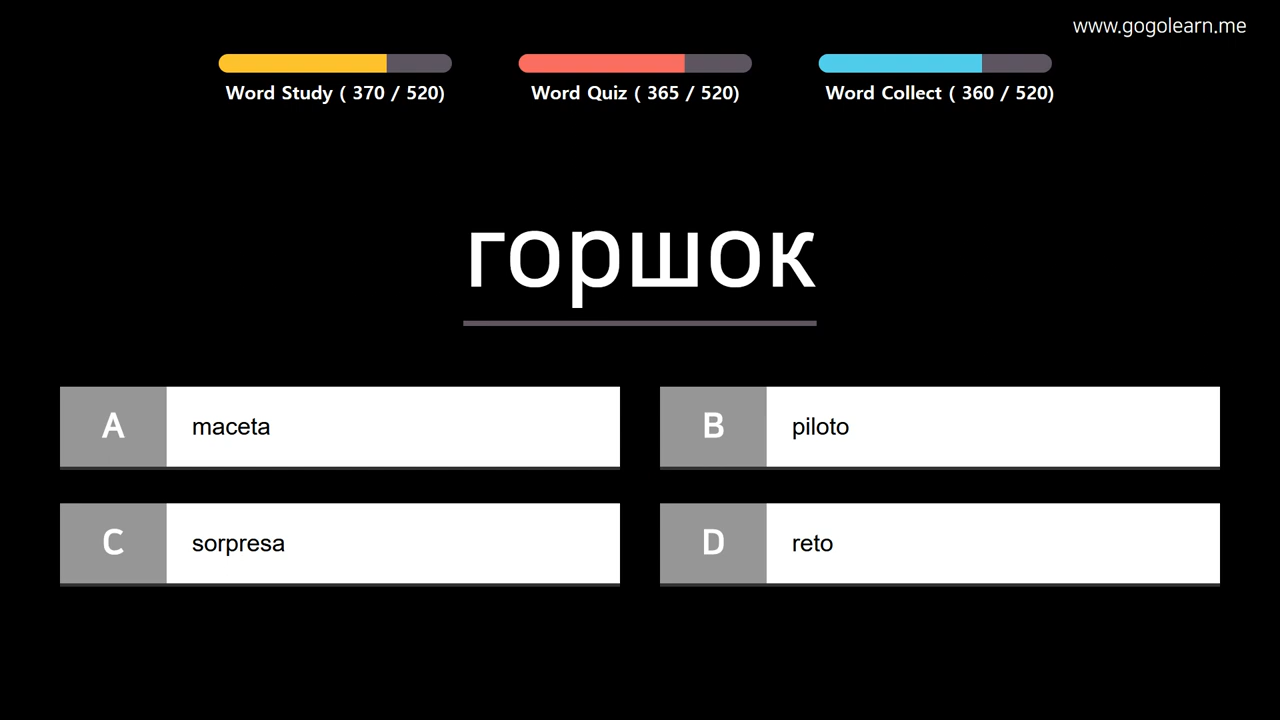 www.gogolearn.me
Word Study ( 370 / 520)
Word Quiz ( 365 / 520)
Word Collect ( 360 / 520)
горшок
A maceta
B piloto
C sorpresa
D reto